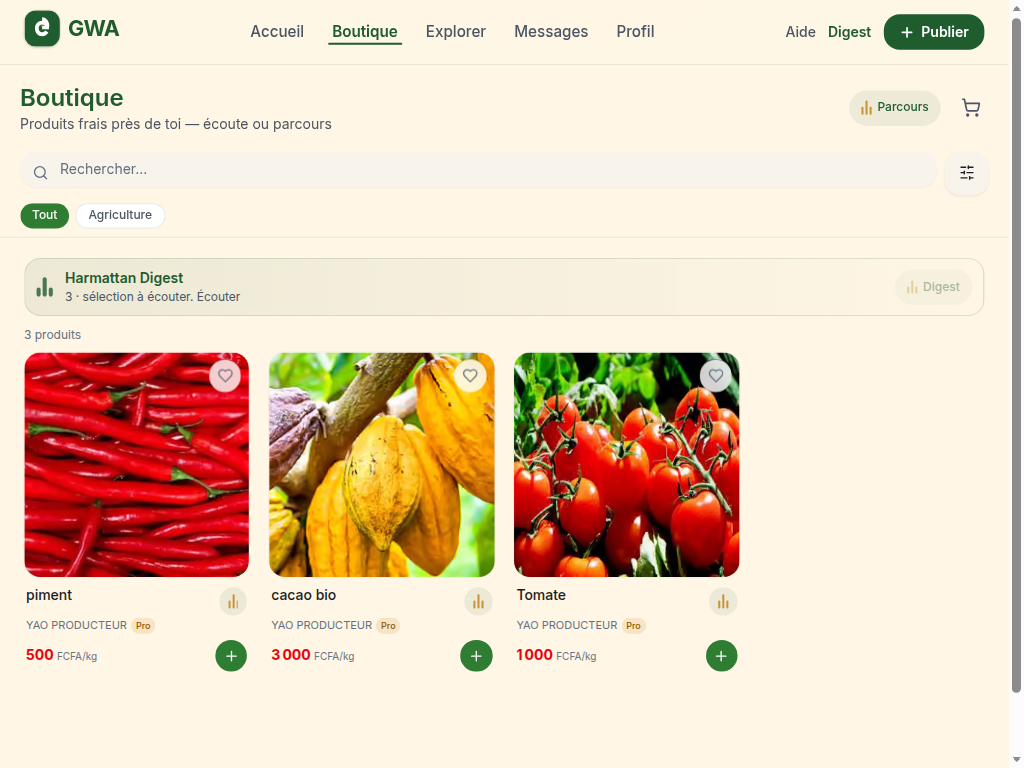 GWA
Accueil
Boutique
Explorer
Messages
Profil
Aide
Digest
+ Publier
Boutique
Produits frais près de toi — écoute ou parcours
Parcours
Rechercher...
Tout
Agriculture
Harmattan Digest
3 · sélection à écouter. Écouter
Digest
3 produits
piment
YAO PRODUCTEUR Pro
500 FCFA/kg
cacao bio
YAO PRODUCTEUR Pro
3 000 FCFA/kg
Tomate
YAO PRODUCTEUR Pro
1 000 FCFA/kg